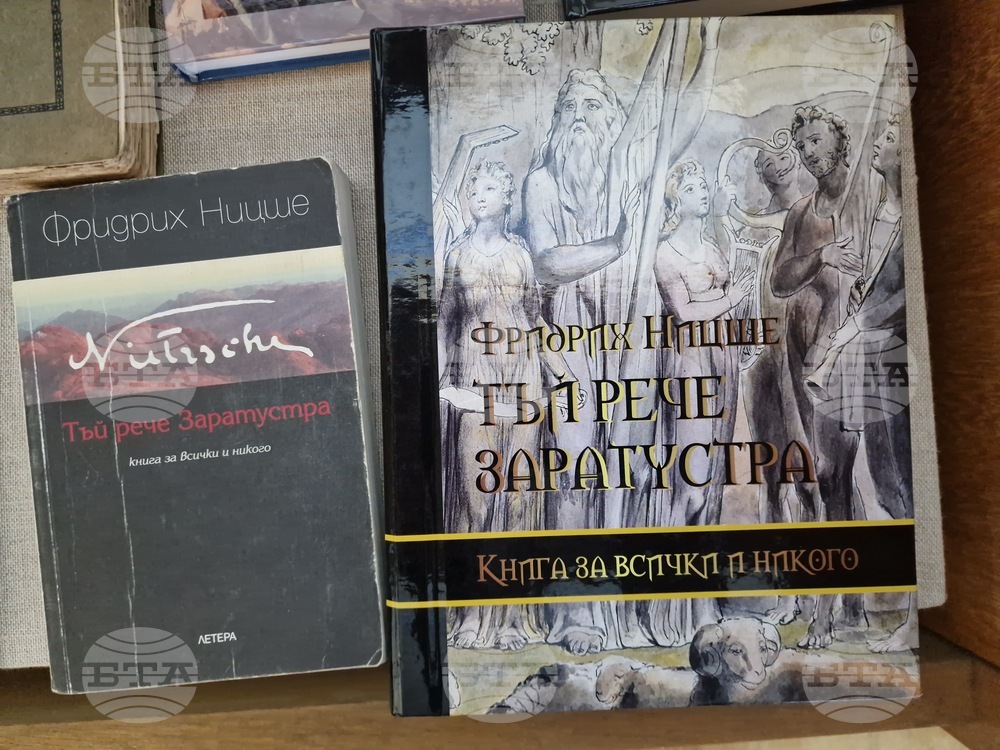 Фридрих Ницше
Nietzsche
Тъй рече Заратустра
книга за всички и никого
ЛЕТЕРА
Фридрих Ницше
Тъй рече
Заратустра
Книга за всички и никого
БТА